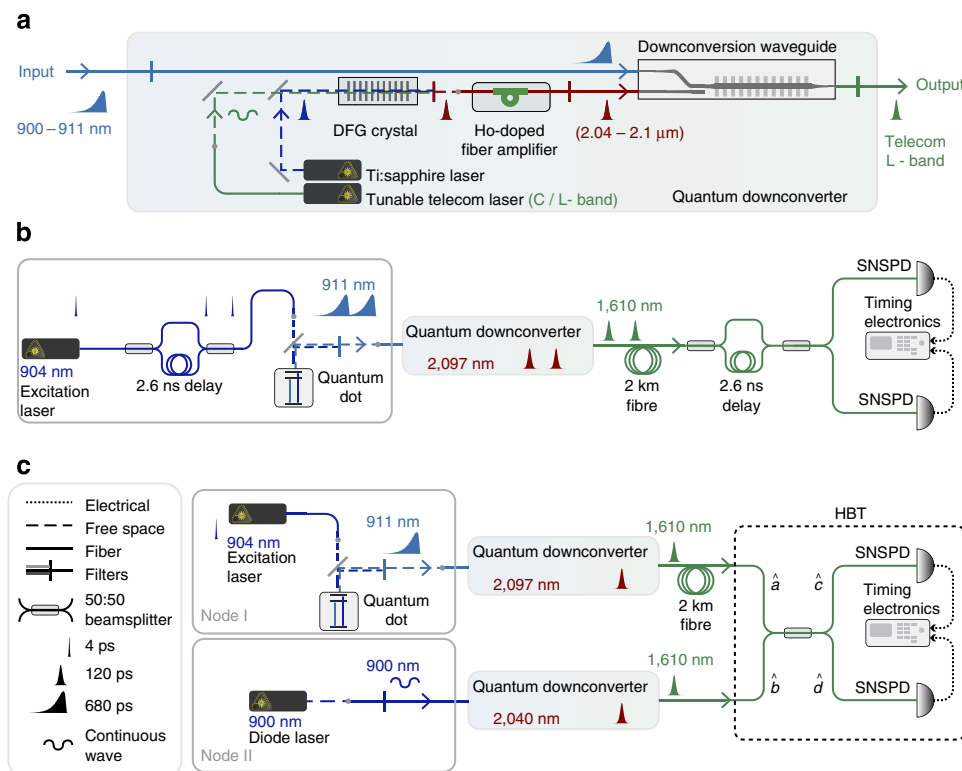 a
Downconversion waveguide
Input
Output
900 – 911 nm
DFG crystal
Ho-doped
fiber amplifier
(2.04 – 2.1 μm)
Telecom
L - band
Ti:sapphire laser
Tunable telecom laser (C / L- band)
Quantum downconverter
b
911 nm
SNSPD
1,610 nm
Timing
electronics
Quantum downconverter
2,097 nm
904 nm
Excitation
laser
2.6 ns delay
Quantum
dot
2 km
fibre
2.6 ns
delay
SNSPD
c
Electrical
Free space
Fiber
Filters
50:50
beamsplitter
4 ps
120 ps
680 ps
Continuous
wave
904 nm
Excitation
laser
911 nm
Quantum
dot
Node I
Quantum downconverter
2,097 nm
1,610 nm
2 km
fibre
HBT
SNSPD
â
ĉ
Timing
electronics
900 nm
900 nm
Diode laser
Node II
Quantum downconverter
2,040 nm
1,610 nm
b̂
d̂
SNSPD